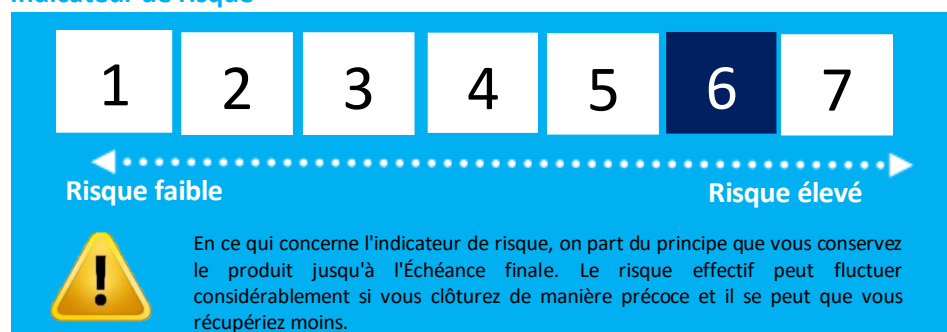 Indicateur de risque
1 2 3 4 5 6 7
Risque faible Risque élevé
En ce qui concerne l'indicateur de risque, on part du principe que vous conservez
le produit jusqu'à l'Échéance finale. Le risque effectif peut fluctuer
considérablement si vous clôturez de manière précoce et il se peut que vous
récupériez moins.